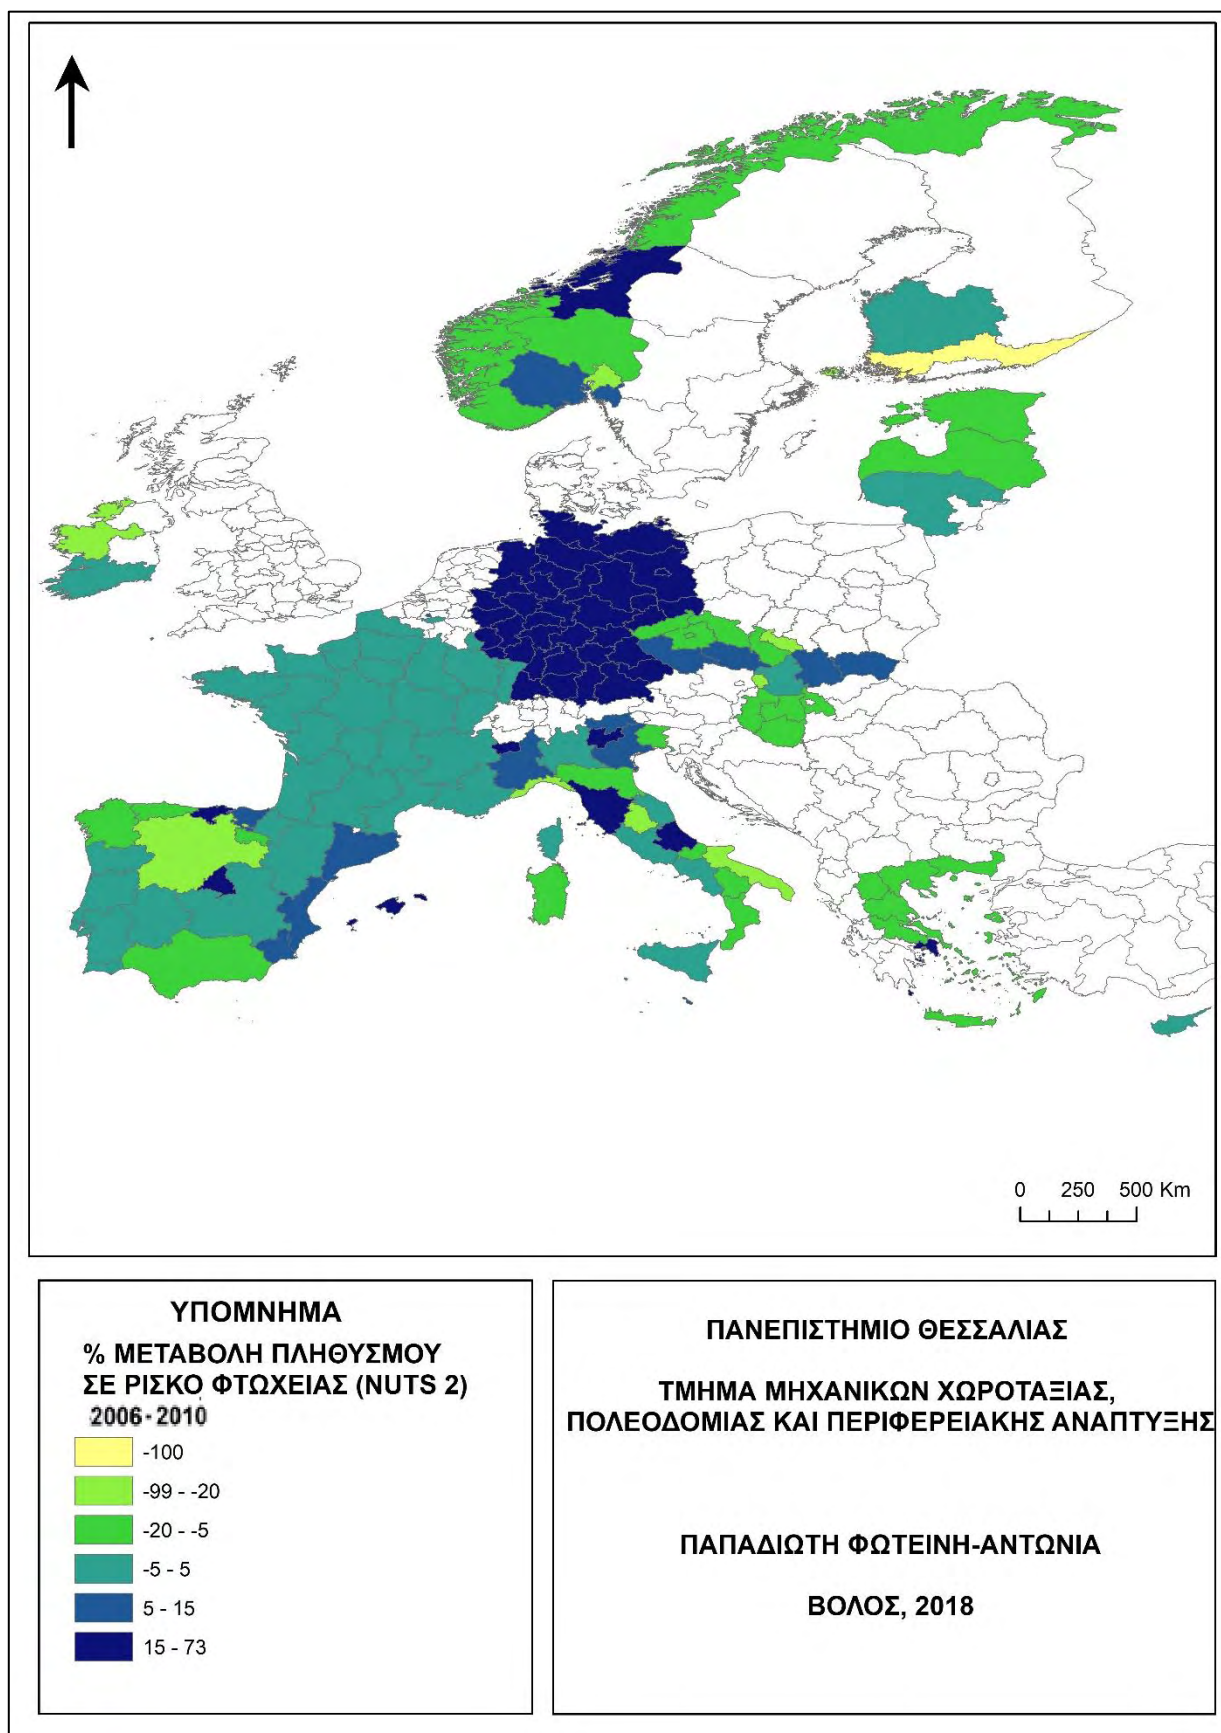 0 250 500 Km
ΥΠΟΜΝΗΜΑ
% ΜΕΤΑΒΟΛΗ ΠΛΗΘΥΣΜΟΥ
ΣΕ ΡΙΣΚΟ ΦΤΩΧΕΙΑΣ (NUTS 2)
2006-2010
-100
-99 - -20
-20 - -5
-5 - 5
5 - 15
15 - 73
ΠΑΝΕΠΙΣΤΗΜΙΟ ΘΕΣΣΑΛΙΑΣ
ΤΜΗΜΑ ΜΗΧΑΝΙΚΩΝ ΧΩΡΟΤΑΞΙΑΣ,
ΠΟΛΕΟΔΟΜΙΑΣ ΚΑΙ ΠΕΡΙΦΕΡΕΙΑΚΗΣ ΑΝΑΠΤΥΞΗΣ
ΠΑΠΑΔΙΩΤΗ ΦΩΤΕΙΝΗ-ΑΝΤΩΝΙΑ
ΒΟΛΟΣ, 2018